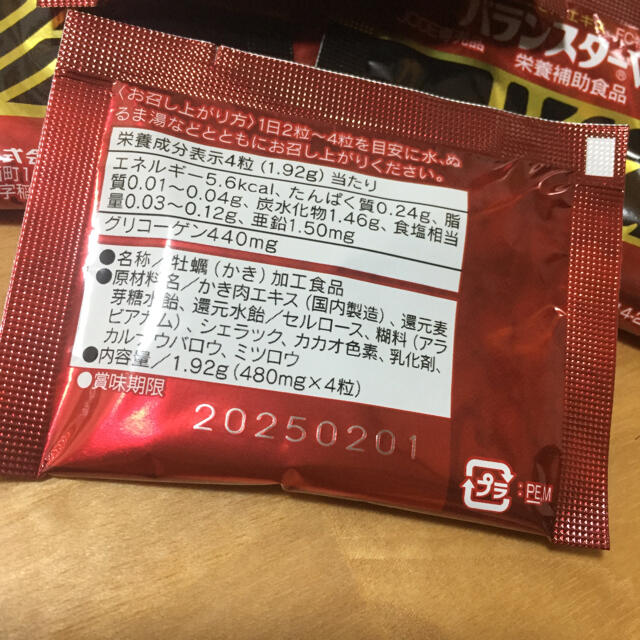 バランスター
栄養補助食品
〈お召し上がり方〉1日2粒～4粒を目安に水、ぬ
るま湯などとともにお召し上がりください。
栄養成分表示4粒(1.92g)当たり
エネルギー5.6kcal、たんぱく質0.24g、脂
質0.01～0.04g、炭水化物1.46g、食塩相当
量0.03～0.12g、亜鉛1.50mg
グリコーゲン440mg
●名称／牡蠣(かき)加工食品
●原材料名／かき肉エキス(国内製造)、還元麦
芽糖水飴、還元水飴／セルロース、糊料(アラ
ビアガム)、シェラック、カカオ色素、乳化剤、
カルナウバロウ、ミツロウ
●内容量／1.92g(480mg×4粒)
●賞味期限
20250201
プラ
:PE,M